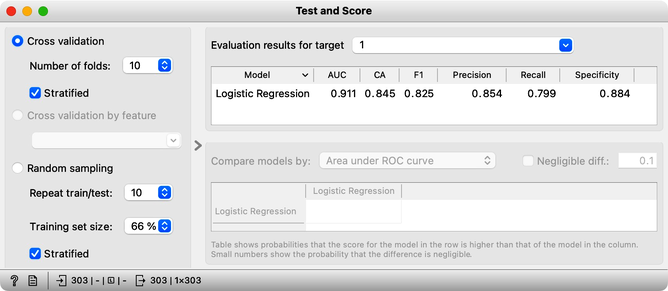 Test and Score
Cross validation
Number of folds: 10
Stratified
Cross validation by feature
Random sampling
Repeat train/test: 10
Training set size: 66 %
Stratified
Evaluation results for target 1
Model AUC CA F1 Precision Recall Specificity
Logistic Regression 0.911 0.845 0.825 0.854 0.799 0.884
Compare models by: Area under ROC curve Negligible diff.: 0.1
Logistic Regression
Logistic Regression
Table shows probabilities that the score for the model in the row is higher than that of the model in the column.
Small numbers show the probability that the difference is negligible.
? 303 | - | - 303 | 1×303